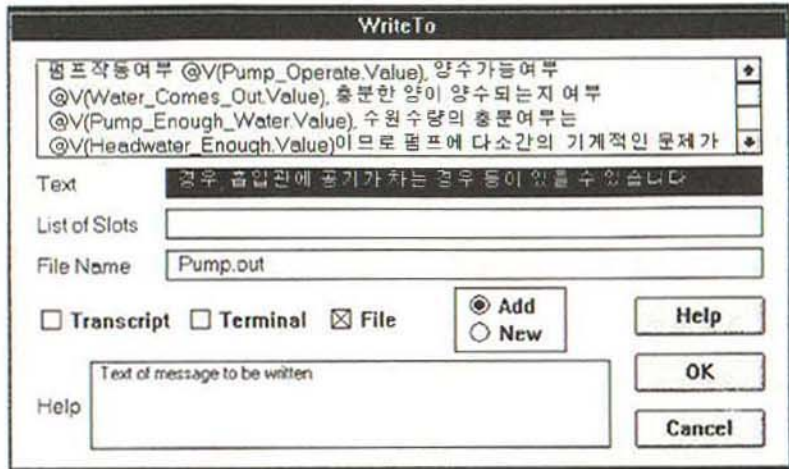 WriteTo
펌프작동여부 @V(Pump_Operate.Value), 양수가능여부
@V(Water_Comes_Out.Value), 충분한 양이 양수되는지 여부
@V(Pump_Enough_Water.Value), 수원수량의 충분여부는
@V(Headwater_Enough.Value)이므로 펌프에 다소간의 기계적인 문제가
Text
경우 흡입관에 공기가 차는 경우 등이 있을 수 있습니다
List of Slots
File Name
Pump.out
Transcript
Terminal
File
Add
New
Help
Help
Text of message to be written
OK
Cancel